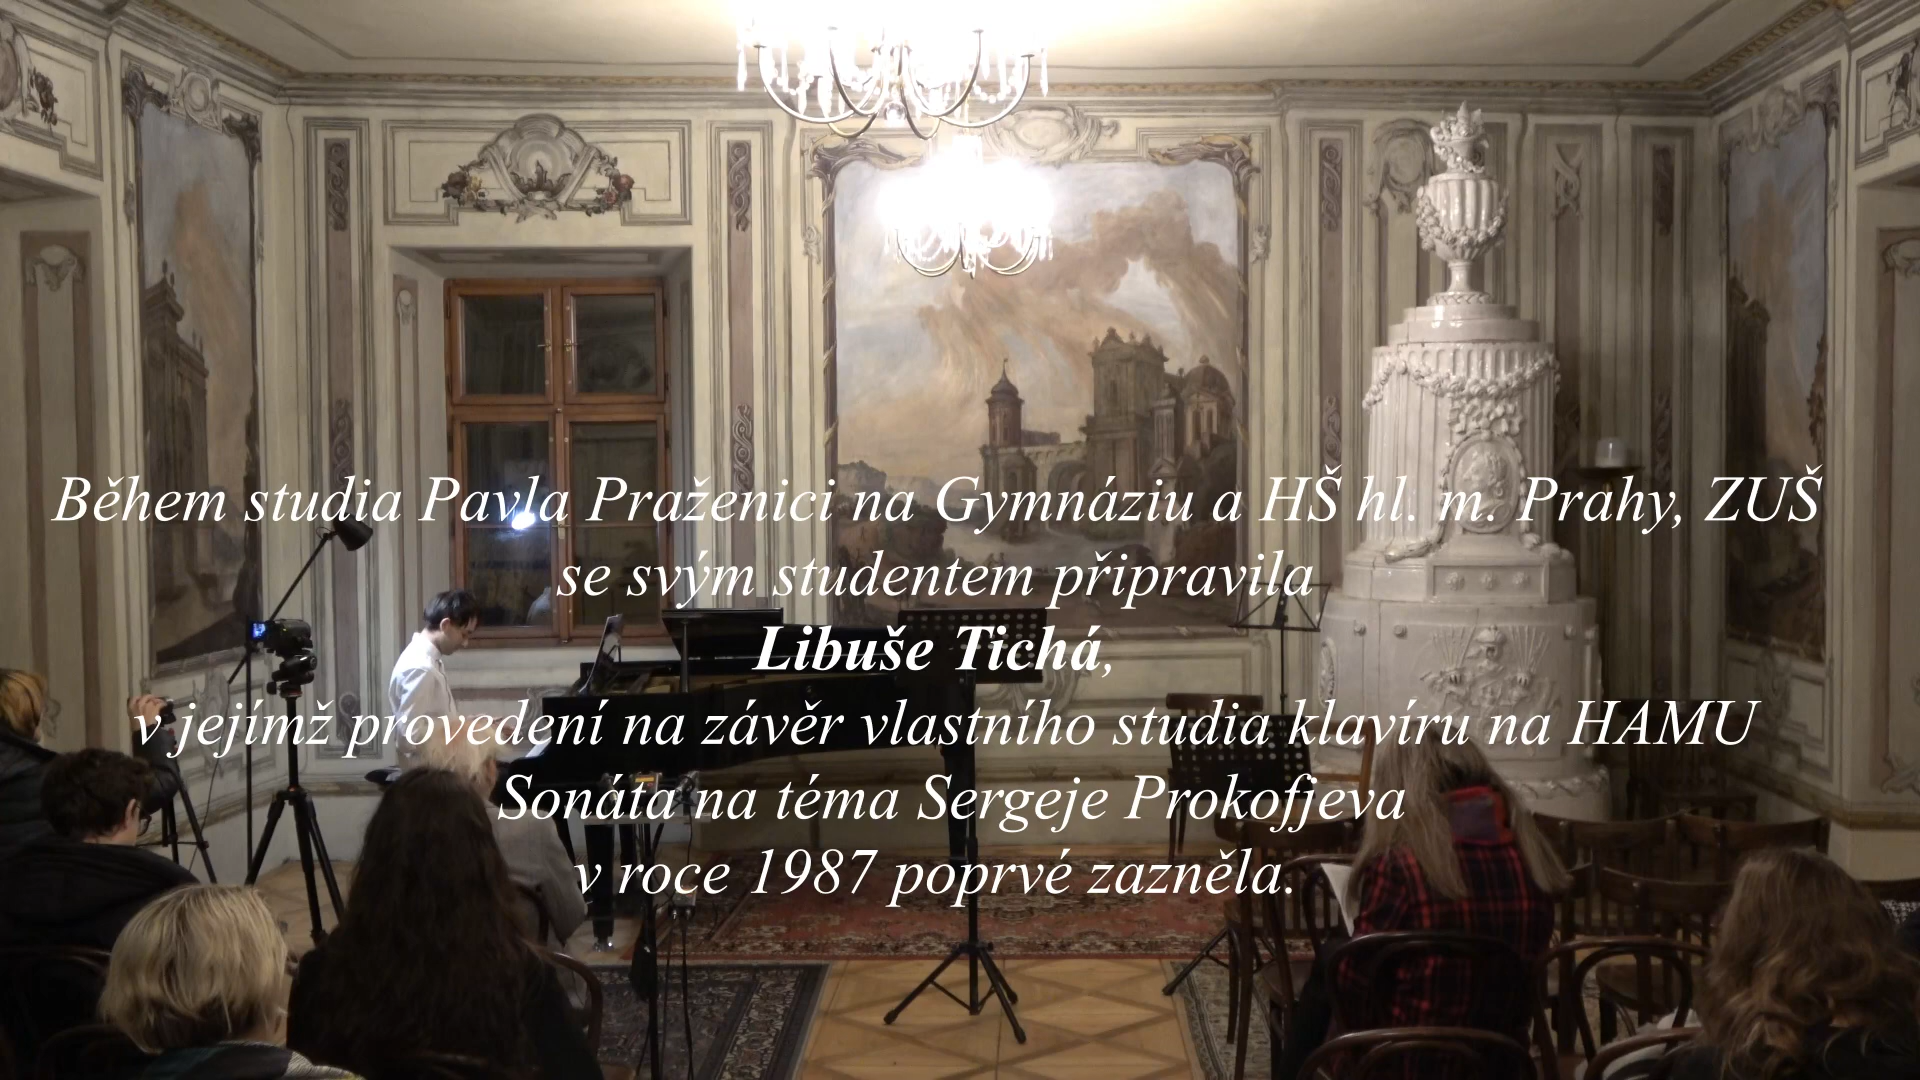 Během studia Pavla Praženici na Gymnáziu a HŠ hl. m. Prahy, ZUŠ
se svým studentem připravila
Libuše Tichá,
v jejímž provedení na závěr vlastního studia klavíru na HAMU
Sonáta na téma Sergeje Prokofjeva
v roce 1987 poprvé zazněla.